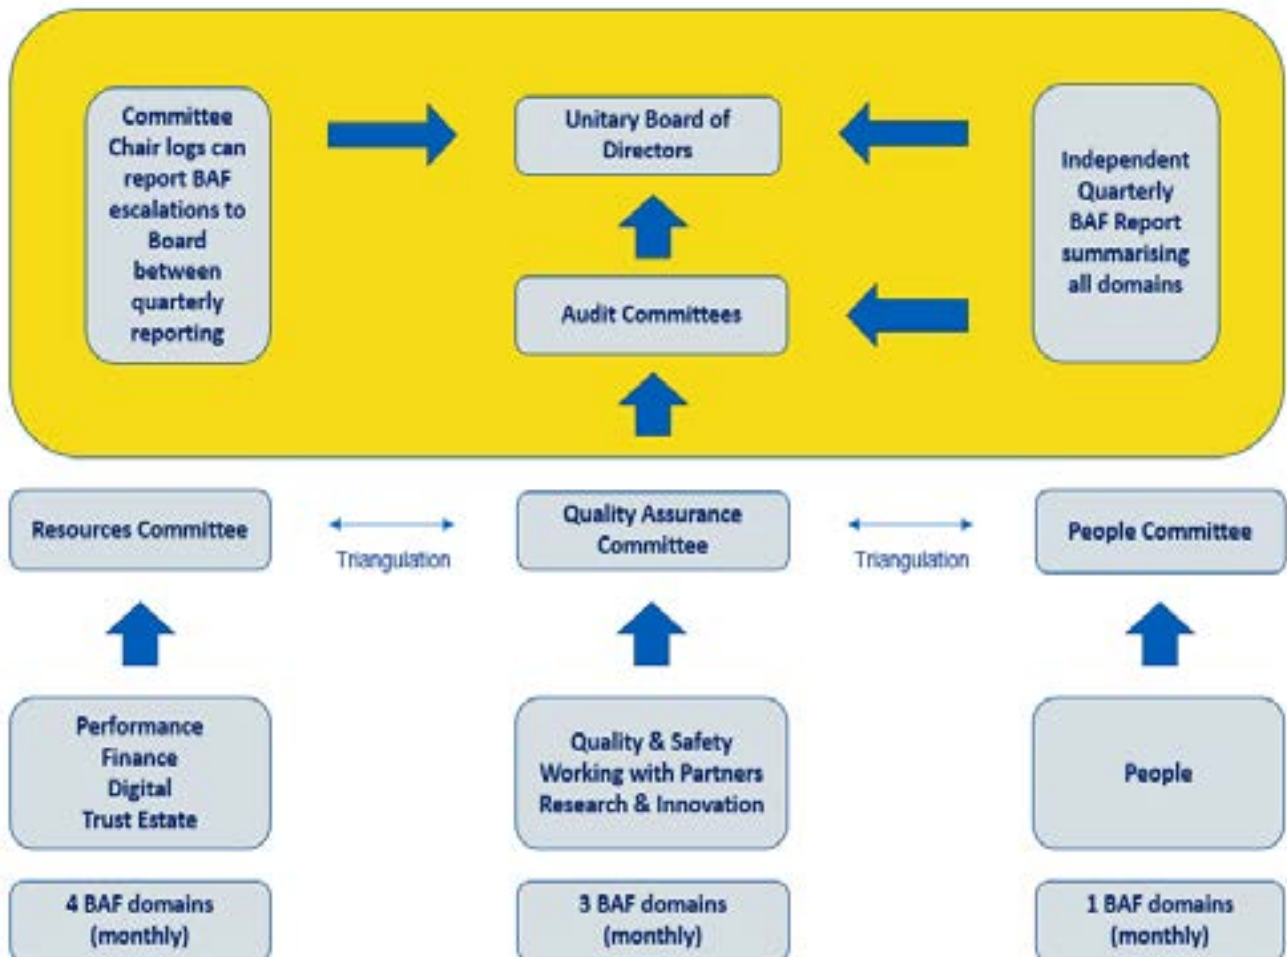 Committee
Chair logs can
report BAF
escalations to
Board
between
quarterly
reporting
Unitary Board of
Directors
Independent
Quarterly
BAF Report
summarising
all domains
Audit Committees
Resources Committee
Triangulation
Quality Assurance
Committee
Triangulation
People Committee
Performance
Finance
Digital
Trust Estate
Quality & Safety
Working with Partners
Research & Innovation
People
4 BAF domains
(monthly)
3 BAF domains
(monthly)
1 BAF domains
(monthly)